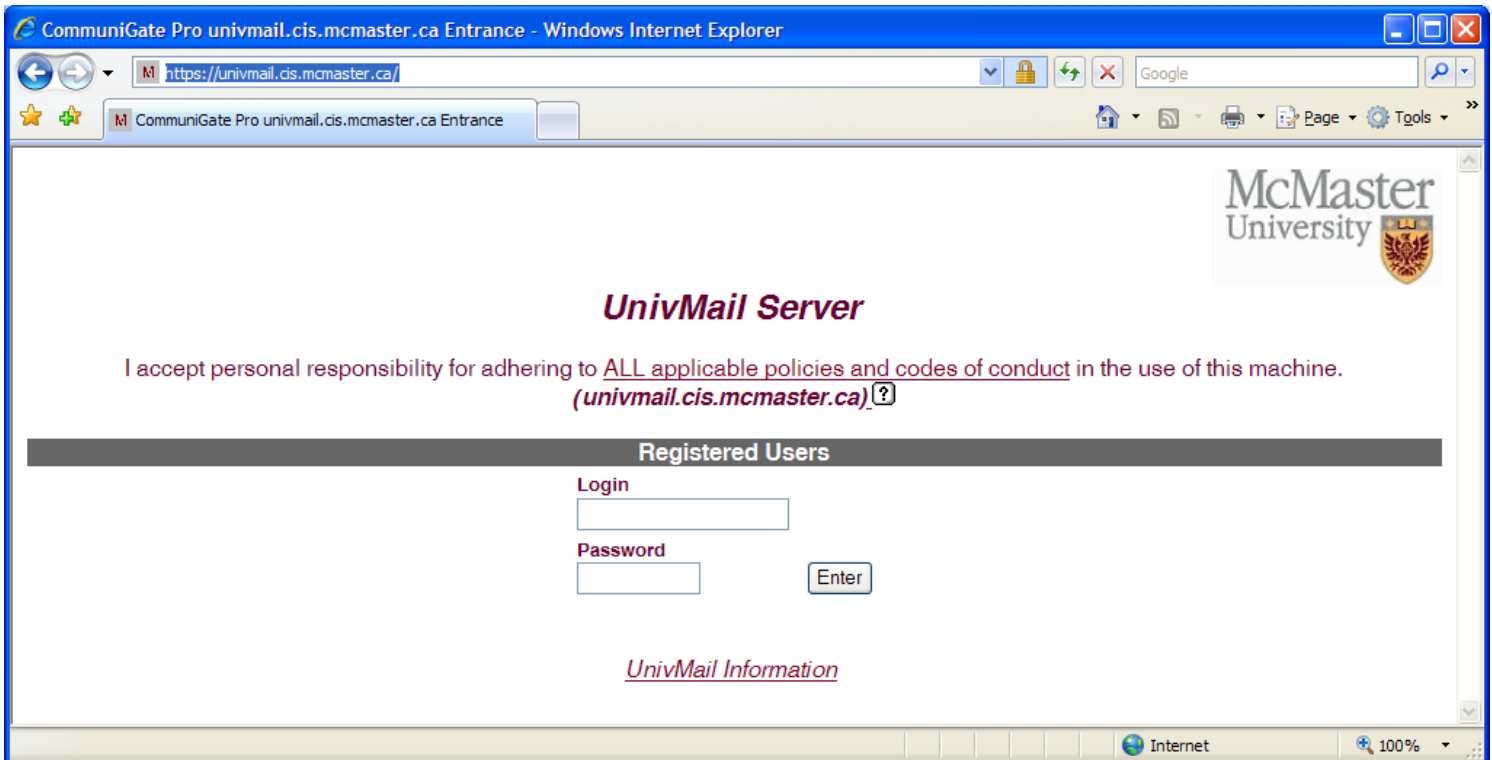 CommuniGate Pro univmail.cis.mcmaster.ca Entrance - Windows Internet Explorer
M https://univmail.cis.mcmaster.ca/ Google
M CommuniGate Pro univmail.cis.mcmaster.ca Entrance Page Tools »
McMaster
University
UnivMail Server
I accept personal responsibility for adhering to ALL applicable policies and codes of conduct in the use of this machine.
(univmail.cis.mcmaster.ca) ?
Registered Users
Login
Password
Enter
UnivMail Information
Internet 100%